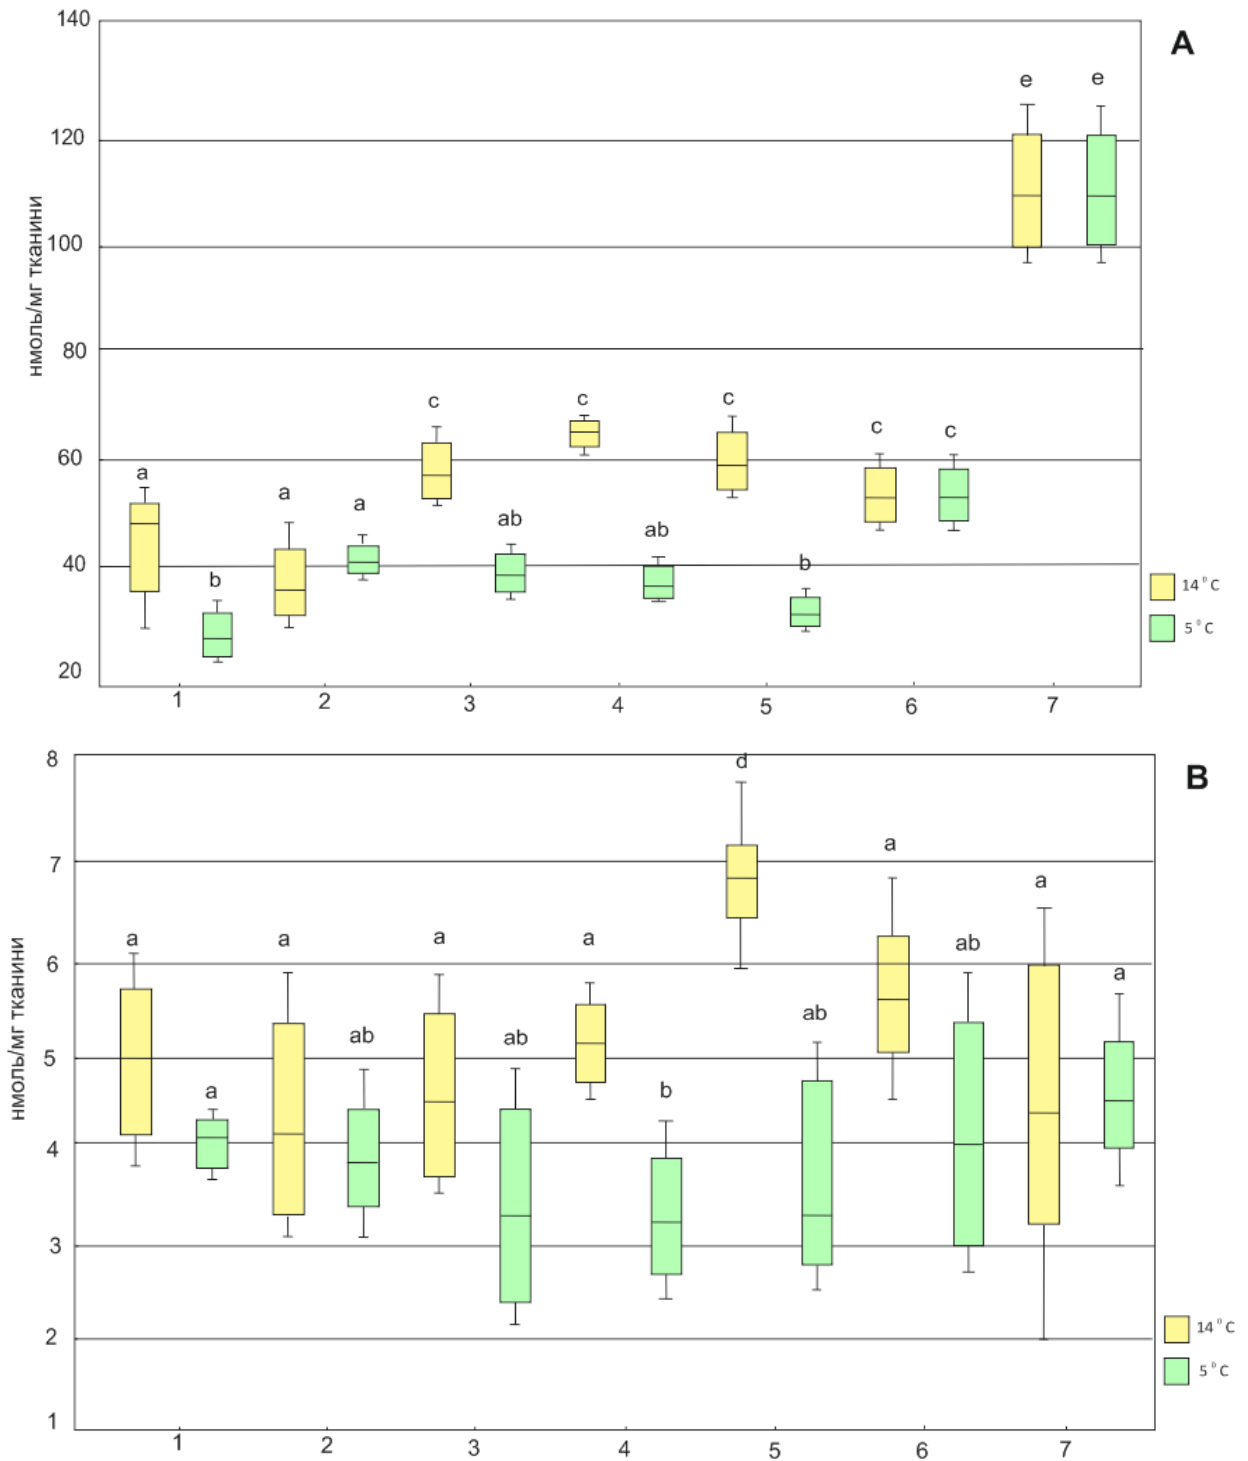 140
A
e e
120
нмоль/мг тканини
100
80
c c c
60
c c
a
a a
ab ab
b b
40
14°C
5°C
20
1 2 3 4 5 6 7
8
d
B
7
a
a
a a a a
ab
6
a
нмоль/мг тканини
ab ab ab
5
a b
4
3
2
14°C
5°C
1
1 2 3 4 5 6 7